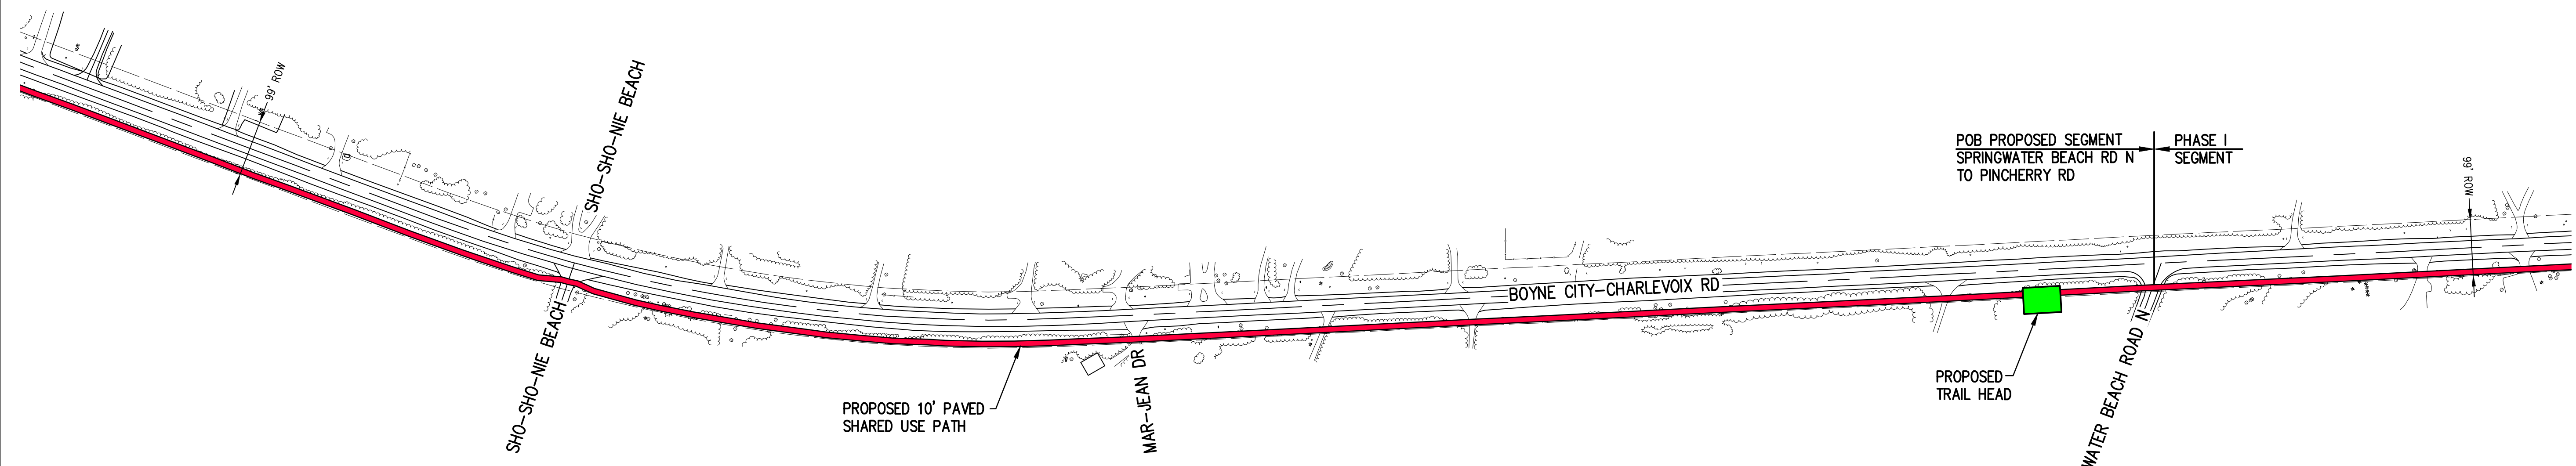 99' ROW
SHO-SHO-NIE BEACH
SHO-SHO-NIE BEACH
PROPOSED 10' PAVED
SHARED USE PATH
MAR-JEAN DR
BOYNE CITY-CHARLEVOIX RD
POB PROPOSED SEGMENT
SPRINGWATER BEACH RD N
TO PINCHERRY RD
PHASE I
SEGMENT
99' ROW
PROPOSED
TRAIL HEAD
WATER BEACH ROAD N